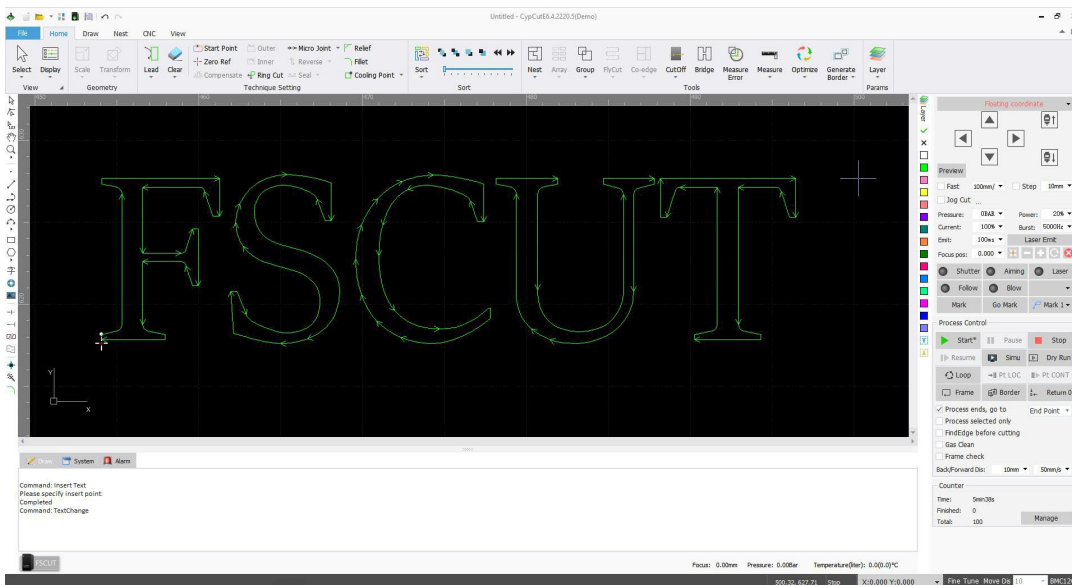 Untitled - CypCutE6.4.2220.5(Demo)
File Home Draw Nest CNC View
Start Point Outer Micro Joint Relief
Zero Ref Inner Reverse Fillet
Compensate Ring Cut Seal Cooling Point
Select Display Scale Transform Lead Clear Sort Nest Array Group FlyCut Co-edge CutOff Bridge Measure Error Measure Optimize Generate Border Layer
View Geometry Technique Setting Sort Tools Params
FSCUT
Y
X
Layer
Floating coordinate
Preview
Fast 100mm/ Step 10mm
Jog Cut ...
Pressure: 0BAR Power: 20%
Current: 100% Burst: 5000Hz
Emit: 100ms Laser Emit
Focus pos: 0.000
Shutter Aiming Laser
Follow Blow
Mark Go Mark Mark 1
Process Control
Start* Pause Stop
Resume Simu Dry Run
Loop Pt LOC Pt CONT
Frame Border Return 0
Process ends, go to End Point
Process selected only
FindEdge before cutting
Gas Clean
Frame check
Back/Forward Dis: 10mm 50mm/s
Counter
Time: 5min38s
Finished: 0
Total: 100 Manage
Draw System Alarm
Command: Insert Text
Please specify insert point:
Completed
Command: TextChange
FSCUT
Focus: 0.00mm Pressure: 0.00Bar Temperature(liter): 0.0(0.0)°C
500.32, 627.71 Stop X:0.000 Y:0.000 Fine Tune Move Dis 10 BMC12